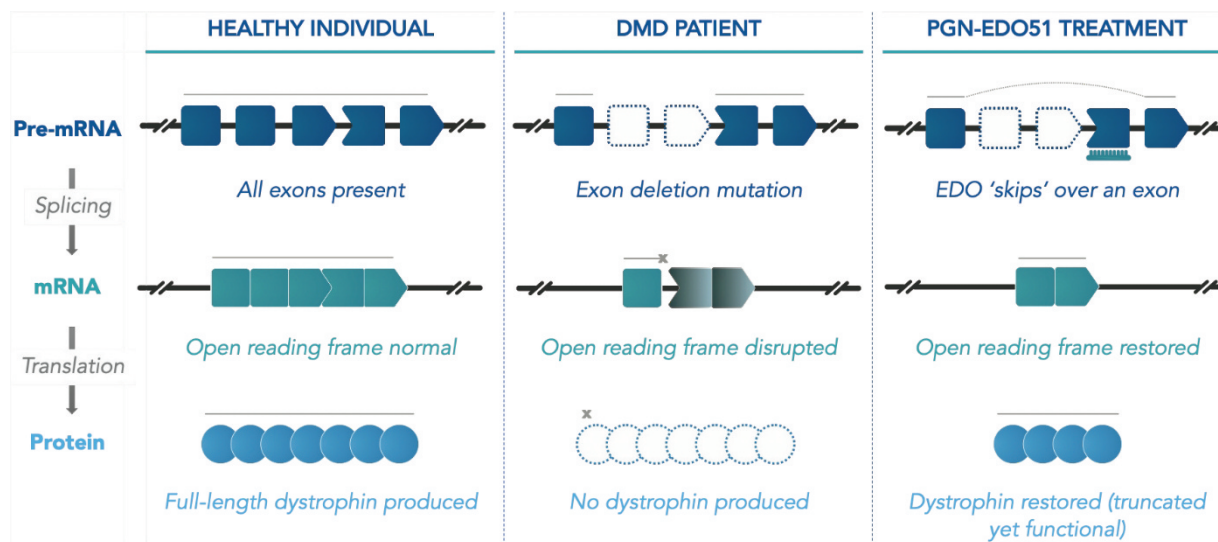 HEALTHY INDIVIDUAL
DMD PATIENT
PGN-EDO51 TREATMENT
Pre-mRNA
All exons present
Exon deletion mutation
EDO ‘skips’ over an exon
Splicing
mRNA
x
Open reading frame normal
Open reading frame disrupted
Open reading frame restored
Translation
x
Protein
Full-length dystrophin produced
No dystrophin produced
Dystrophin restored (truncated
yet functional)